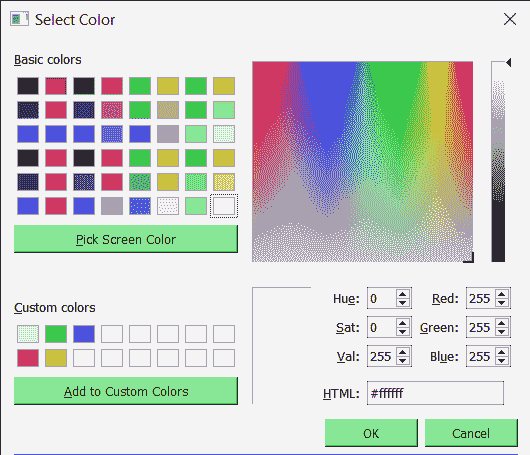 Select Color
Basic colors
Pick Screen Color
Custom colors
Add to Custom Colors
Hue: 0
Red: 255
Sat: 0
Green: 255
Val: 255
Blue: 255
HTML: #ffffff
OK
Cancel